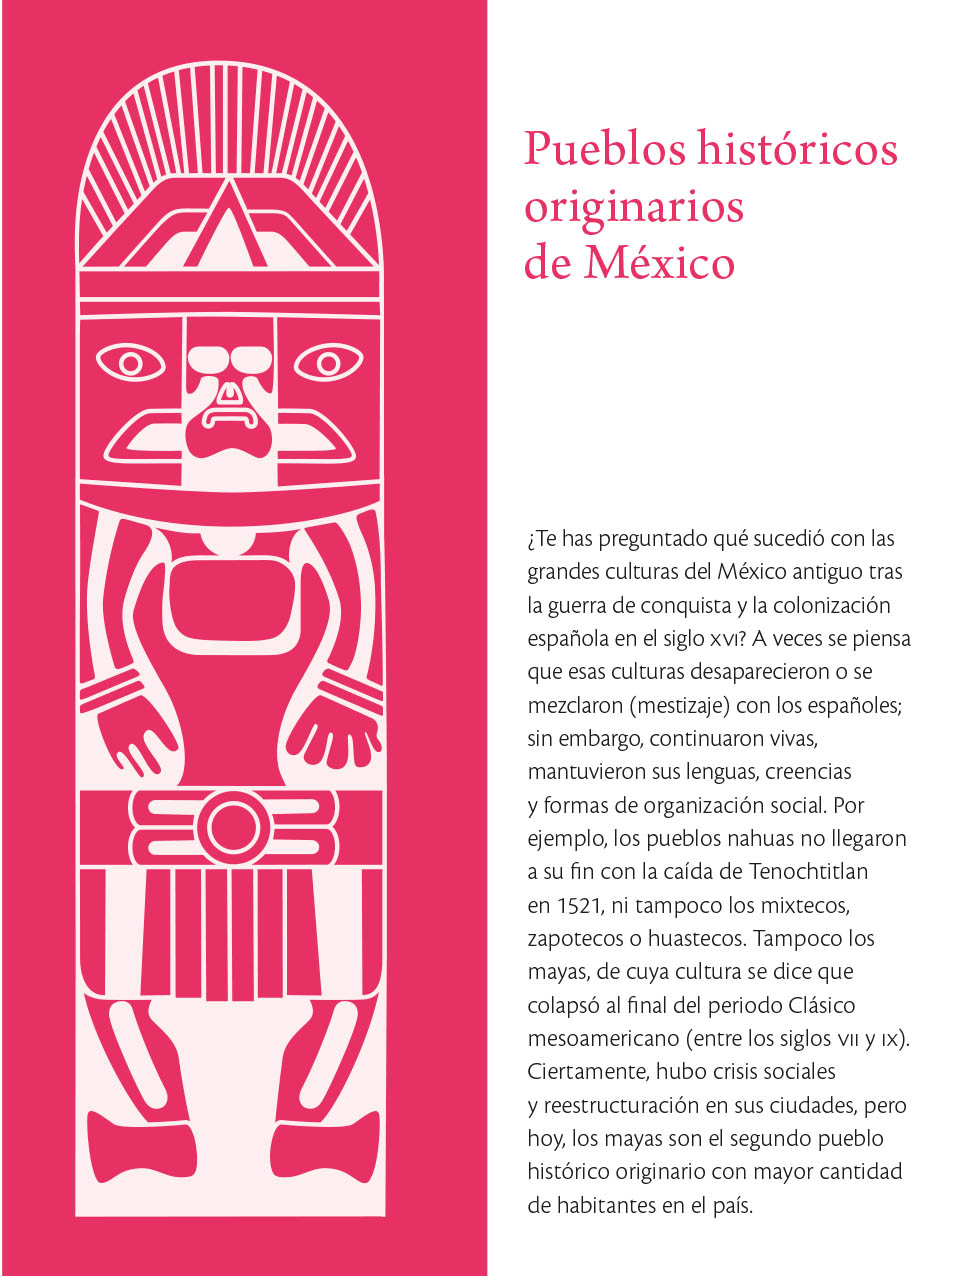 Pueblos históricos
originarios
de México
¿Te has preguntado qué sucedió con las
grandes culturas del México antiguo tras
la guerra de conquista y la colonización
española en el siglo XVI? A veces se piensa
que esas culturas desaparecieron o se
mezclaron (mestizaje) con los españoles;
sin embargo, continuaron vivas,
mantuvieron sus lenguas, creencias
y formas de organización social. Por
ejemplo, los pueblos nahuas no llegaron
a su fin con la caída de Tenochtitlan
en 1521, ni tampoco los mixtecos,
zapotecos o huastecos. Tampoco los
mayas, de cuya cultura se dice que
colapsó al final del periodo Clásico
mesoamericano (entre los siglos VII y IX).
Ciertamente, hubo crisis sociales
y reestructuración en sus ciudades, pero
hoy, los mayas son el segundo pueblo
histórico originario con mayor cantidad
de habitantes en el país.